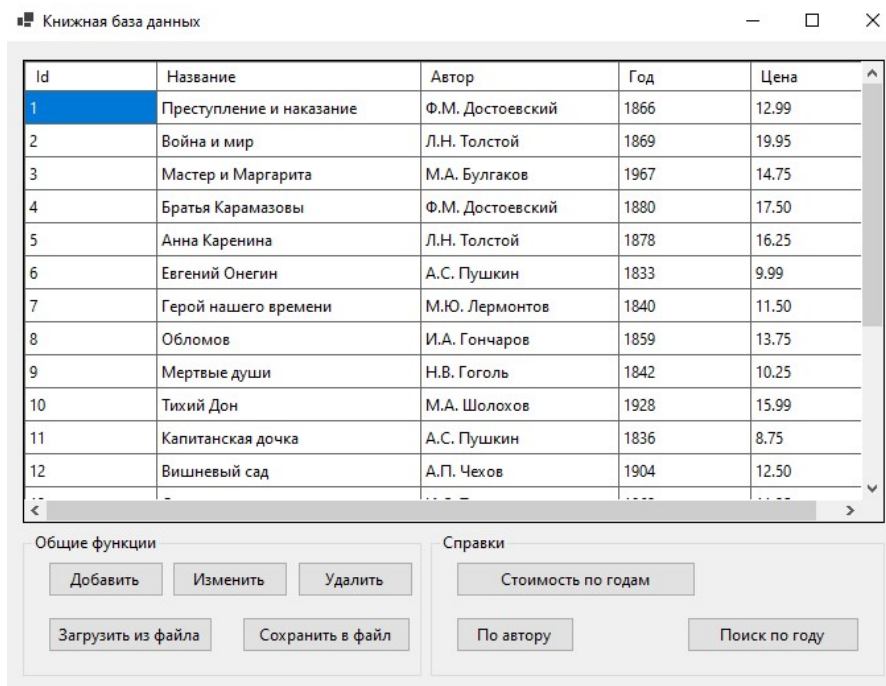 Книжная база данных
Id Название Автор Год Цена
1 Преступление и наказание Ф.М. Достоевский 1866 12.99
2 Война и мир Л.Н. Толстой 1869 19.95
3 Мастер и Маргарита М.А. Булгаков 1967 14.75
4 Братья Карамазовы Ф.М. Достоевский 1880 17.50
5 Анна Каренина Л.Н. Толстой 1878 16.25
6 Евгений Онегин А.С. Пушкин 1833 9.99
7 Герой нашего времени М.Ю. Лермонтов 1840 11.50
8 Обломов И.А. Гончаров 1859 13.75
9 Мертвые души Н.В. Гоголь 1842 10.25
10 Тихий Дон М.А. Шолохов 1928 15.99
11 Капитанская дочка А.С. Пушкин 1836 8.75
12 Вишневый сад А.П. Чехов 1904 12.50
Общие функции Справки
Добавить Изменить Удалить Стоимость по годам
Загрузить из файла Сохранить в файл По автору Поиск по году